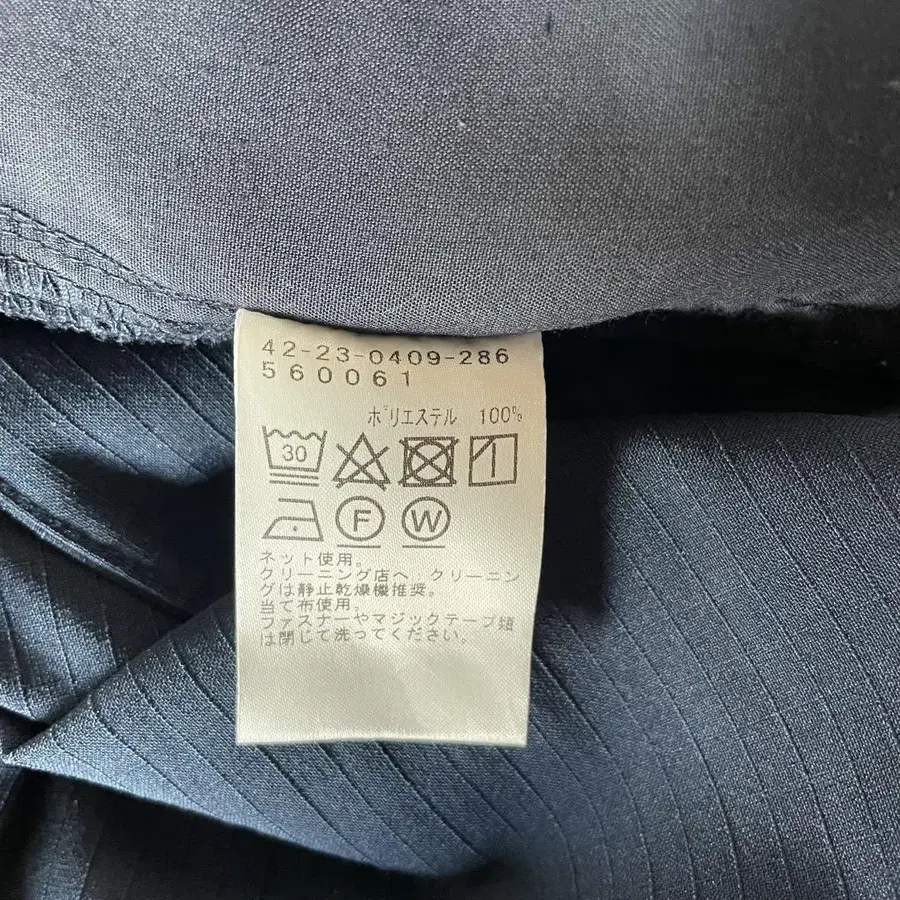 42-23-0409-286
560061
ポリエステル 100%
30
F W
ネット使用。
クリーニング店へ、クリーニン
グは静止乾燥機推奨。
当て布使用。
ファスナーやマジックテープ類
は閉じて洗ってください。